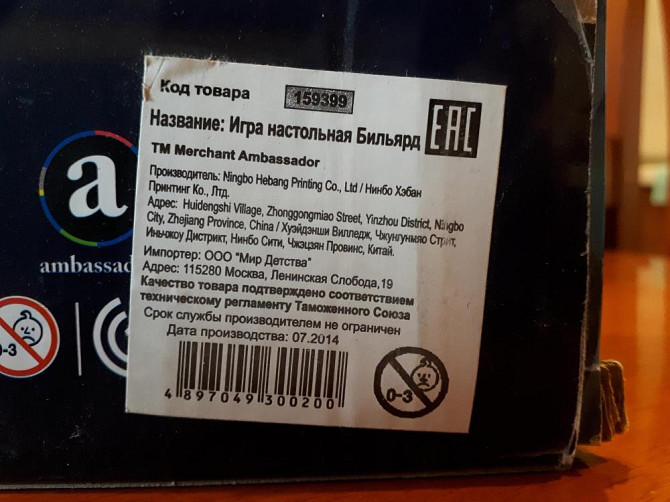 Код товара 159399
EAC
Название: Игра настольная Бильярд
TM Merchant Ambassador
Производитель: Ningbo Hebang Printing Co., Ltd / Нинбо Хэбан
Принтинг Ко., Лтд.
Адрес: Huidengshi Village, Zhonggongmiao Street, Yinzhou District, Ningbo
City, Zhejiang Province, China / Хуэйдэнши Вилледж, Чжунгунмяо Стрит,
Иньчжоу Дистрикт, Нинбо Сити, Чжэцзян Провинс, Китай.
Импортер: ООО "Мир Детства"
Адрес: 115280 Москва, Ленинская Слобода,19
Качество товара подтверждено соответствием
техническому регламенту Таможенного Союза
Срок службы производителем не ограничен
Дата производства: 07.2014
4 897049 300200
0-3
a
ambassad
0-3